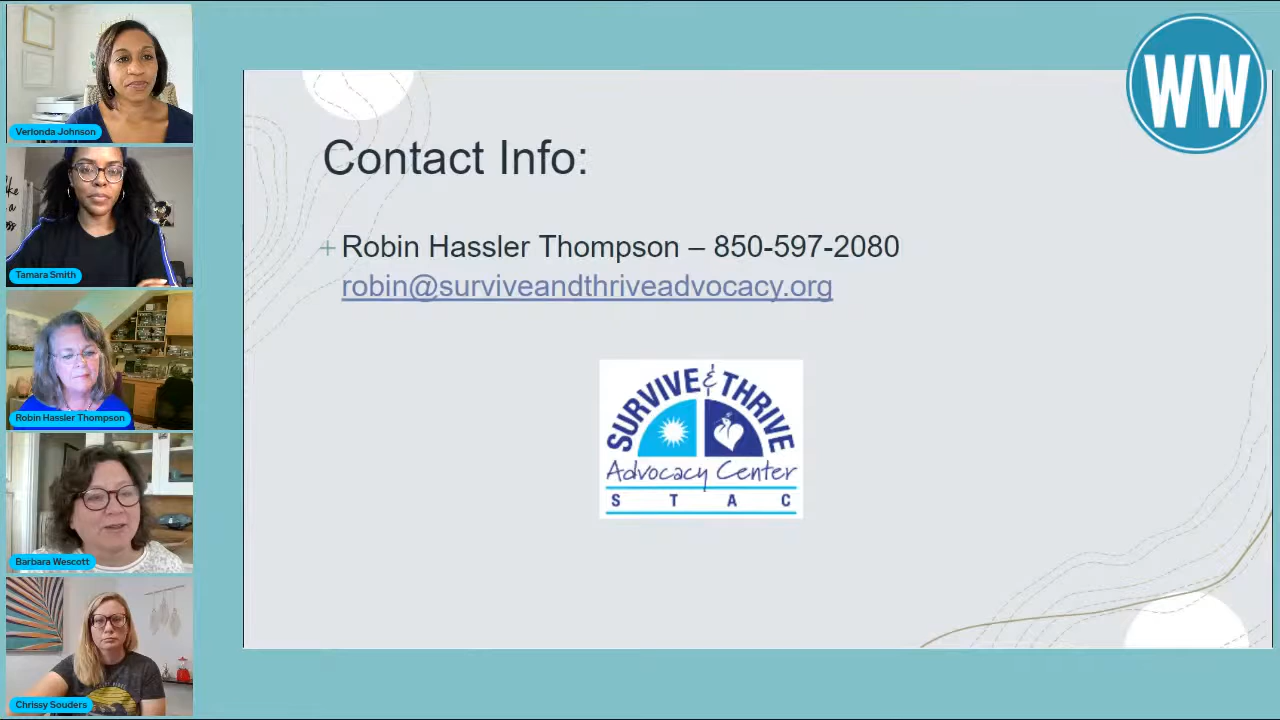 Verionda Johnson
Tamara Smith
Robin Hassler Thompson
Barbara Wescott
Chrissy Souders
WW
Contact Info:
+ Robin Hassler Thompson – 850-597-2080
robin@surviveandthriveadvocacy.org
SURVIVE & THRIVE
Advocacy Center
S T A C